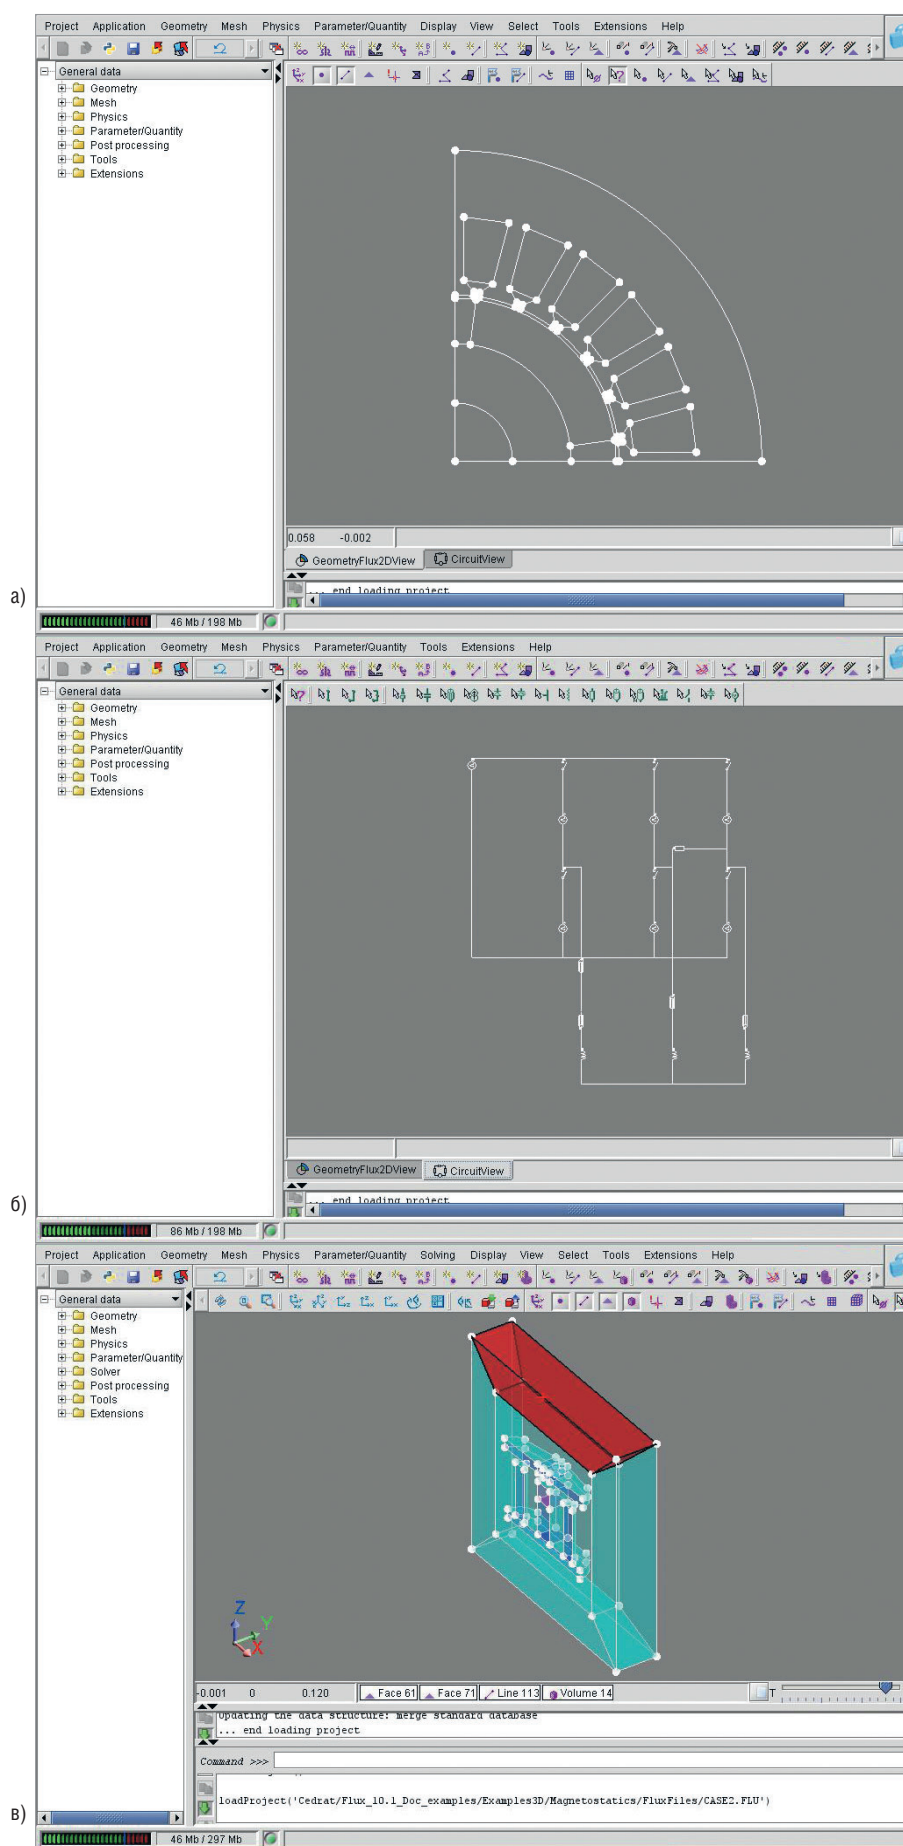 Project Application Geometry Mesh Physics Parameter/Quantity Display View Select Tools Extensions Help
General data
Geometry
Mesh
Physics
Parameter/Quantity
Post processing
Tools
Extensions
0.058 -0.002
GeometryFlux2DView CircuitView
... end loading project
а)
46 Mb / 198 Mb
Project Application Geometry Mesh Physics Parameter/Quantity Tools Extensions Help
General data
Geometry
Mesh
Physics
Parameter/Quantity
Post processing
Tools
Extensions
GeometryFlux2DView CircuitView
... end loading project
б)
86 Mb / 198 Mb
Project Application Geometry Mesh Physics Parameter/Quantity Solving Display View Select Tools Extensions Help
General data
Geometry
Mesh
Physics
Parameter/Quantity
Solver
Post processing
Tools
Extensions
Z
Y
X
-0.001 0 0.120 Face 61 Face 71 Line 113 Volume 14 T
Updating the data structure: merge standard database
... end loading project
Command >>>
loadProject('Cedrat/Flux_10.1_Doc_examples/Examples3D/Magnetostatics/FluxFiles/CASE2.FLU')
в)
46 Mb / 297 Mb